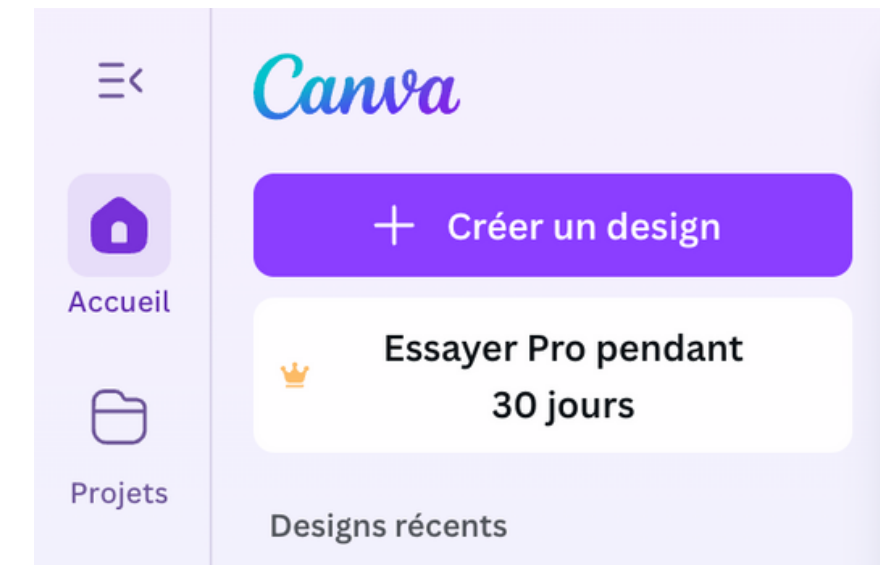 Canva
Créer un design
Accueil
Essayer Pro pendant
30 jours
Projets
Designs récents